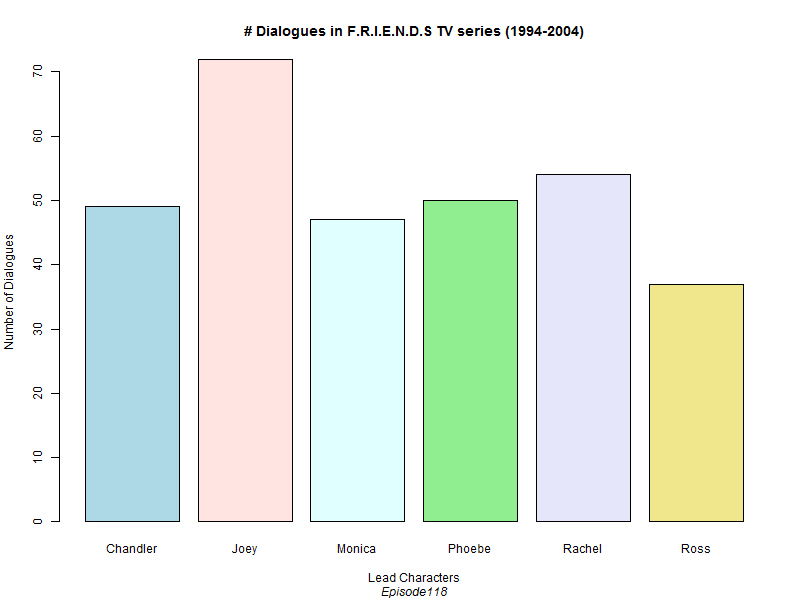 # Dialogues in F.R.I.E.N.D.S TV series (1994-2004)
Number of Dialogues
70
60
50
40
30
20
10
0
Chandler Joey Monica Phoebe Rachel Ross
Lead Characters
Episode118